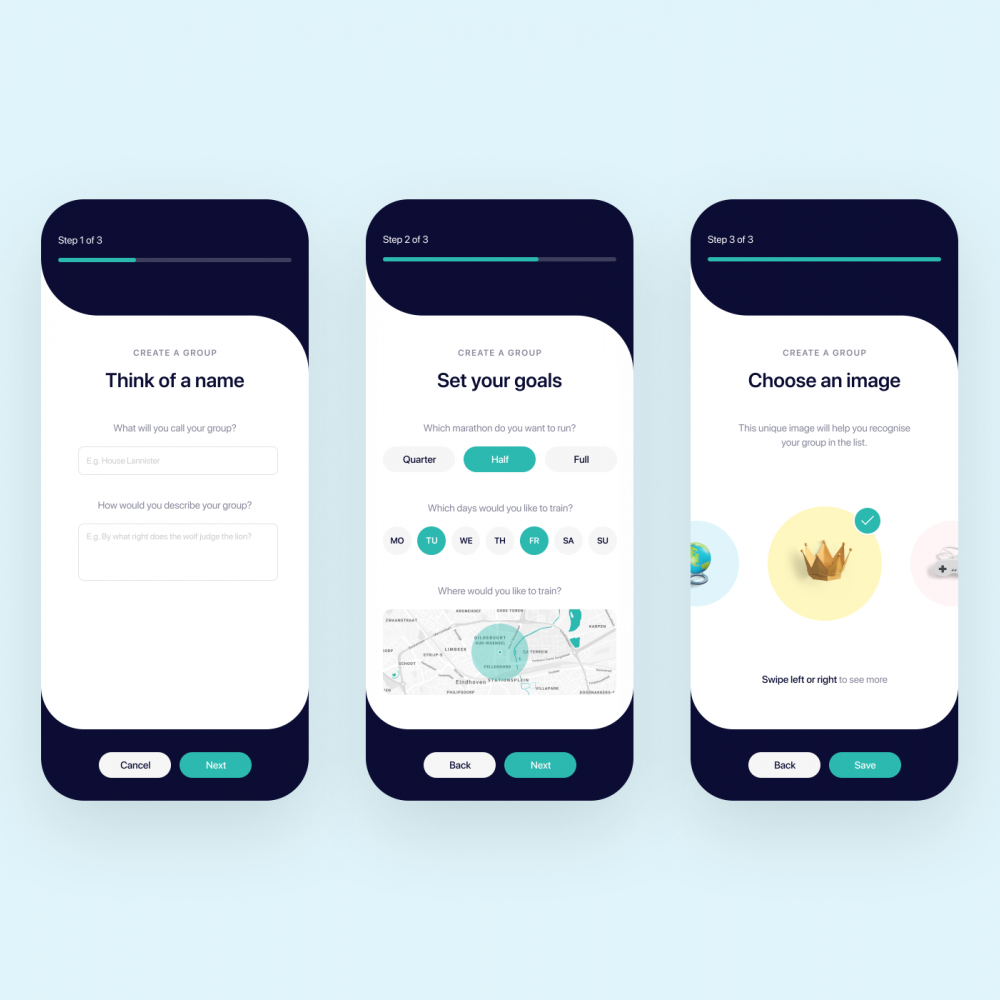 Step 1 of 3
CREATE A GROUP
Think of a name
What will you call your group?
E.g. House Lannister
How would you describe your group?
E.g. By what right does the wolf judge the lion?
Cancel
Next
Step 2 of 3
CREATE A GROUP
Set your goals
Which marathon do you want to run?
Quarter
Half
Full
Which days would you like to train?
MO
TU
WE
TH
FR
SA
SU
Where would you like to train?
KARPEN
LIMBEEK
SCHOOT
Eindhoven
STATIONSPLEIN
VILLAPARK
PHILIPSDORP
Back
Next
Step 3 of 3
CREATE A GROUP
Choose an image
This unique image will help you recognise
your group in the list.
Swipe left or right to see more
Back
Save